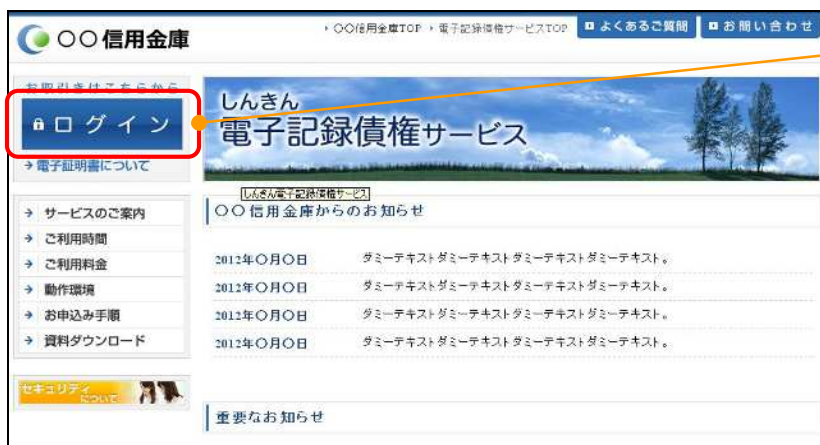 〇〇信用金庫
〇〇信用金庫TOP
電子記録債権サービスTOP
よくあるご質問
お問い合わせ
お取引きはこちらから
ログイン
電子証明書について
しんきん
電子記録債権サービス
しんきん電子記録債権サービス
サービスのご案内
ご利用時間
ご利用料金
動作環境
お申込み手順
資料ダウンロード
セキュリティ
について
〇〇信用金庫からのお知らせ
2012年〇月〇日 ダミーテキストダミーテキストダミーテキストダミーテキスト。
2012年〇月〇日 ダミーテキストダミーテキストダミーテキストダミーテキスト。
2012年〇月〇日 ダミーテキストダミーテキストダミーテキストダミーテキスト。
2012年〇月〇日 ダミーテキストダミーテキストダミーテキストダミーテキスト。
重要なお知らせ